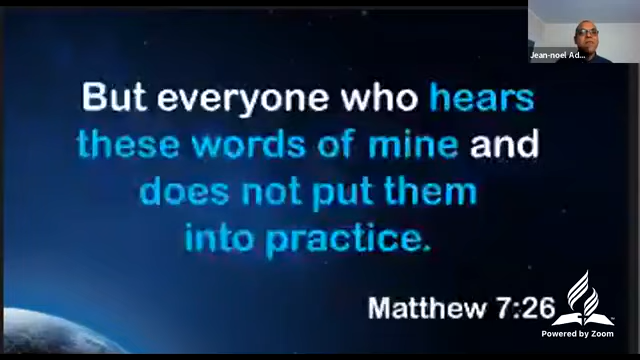 Jean-noel Ad...
But everyone who hears
these words of mine and
does not put them
into practice.
Matthew 7:26
Powered by Zoom